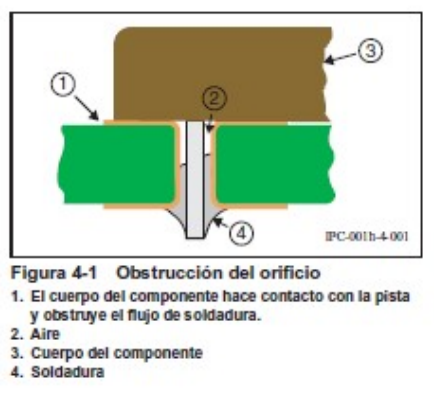 1
2
3
4
IPC-001h-4-001
Figura 4-1 Obstrucción del orificio
1. El cuerpo del componente hace contacto con la pista
y obstruye el flujo de soldadura.
2. Aire
3. Cuerpo del componente
4. Soldadura